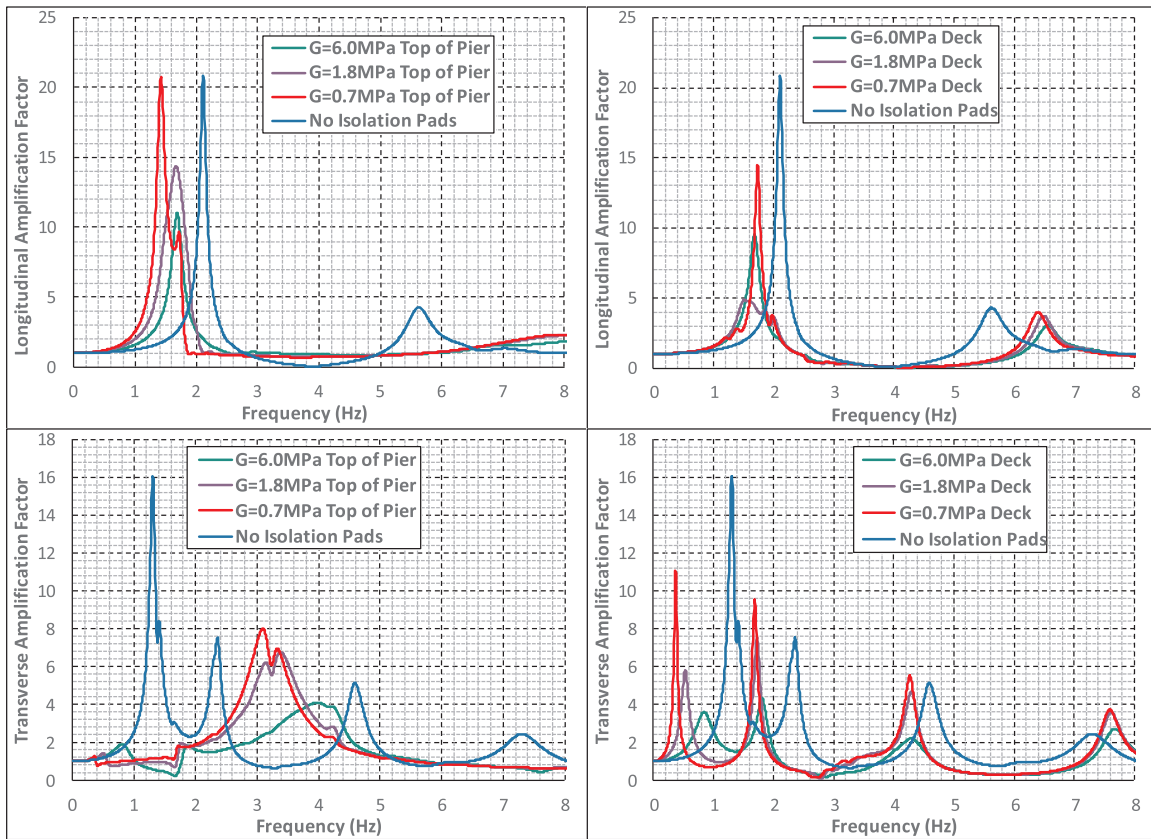 25
20
15
10
5
0
Longitudinal Amplification Factor
G=6.0MPa Top of Pier
G=1.8MPa Top of Pier
G=0.7MPa Top of Pier
No Isolation Pads
0 1 2 3 4 5 6 7 8
Frequency (Hz)
25
20
15
10
5
0
Longitudinal Amplification Factor
G=6.0MPa Deck
G=1.8MPa Deck
G=0.7MPa Deck
No Isolation Pads
0 1 2 3 4 5 6 7 8
Frequency (Hz)
18
16
14
12
10
8
6
4
2
0
Transverse Amplification Factor
G=6.0MPa Top of Pier
G=1.8MPa Top of Pier
G=0.7MPa Top of Pier
No Isolation Pads
0 1 2 3 4 5 6 7 8
Frequency (Hz)
18
16
14
12
10
8
6
4
2
0
Transverse Amplification Factor
G=6.0MPa Deck
G=1.8MPa Deck
G=0.7MPa Deck
No Isolation Pads
0 1 2 3 4 5 6 7 8
Frequency (Hz)